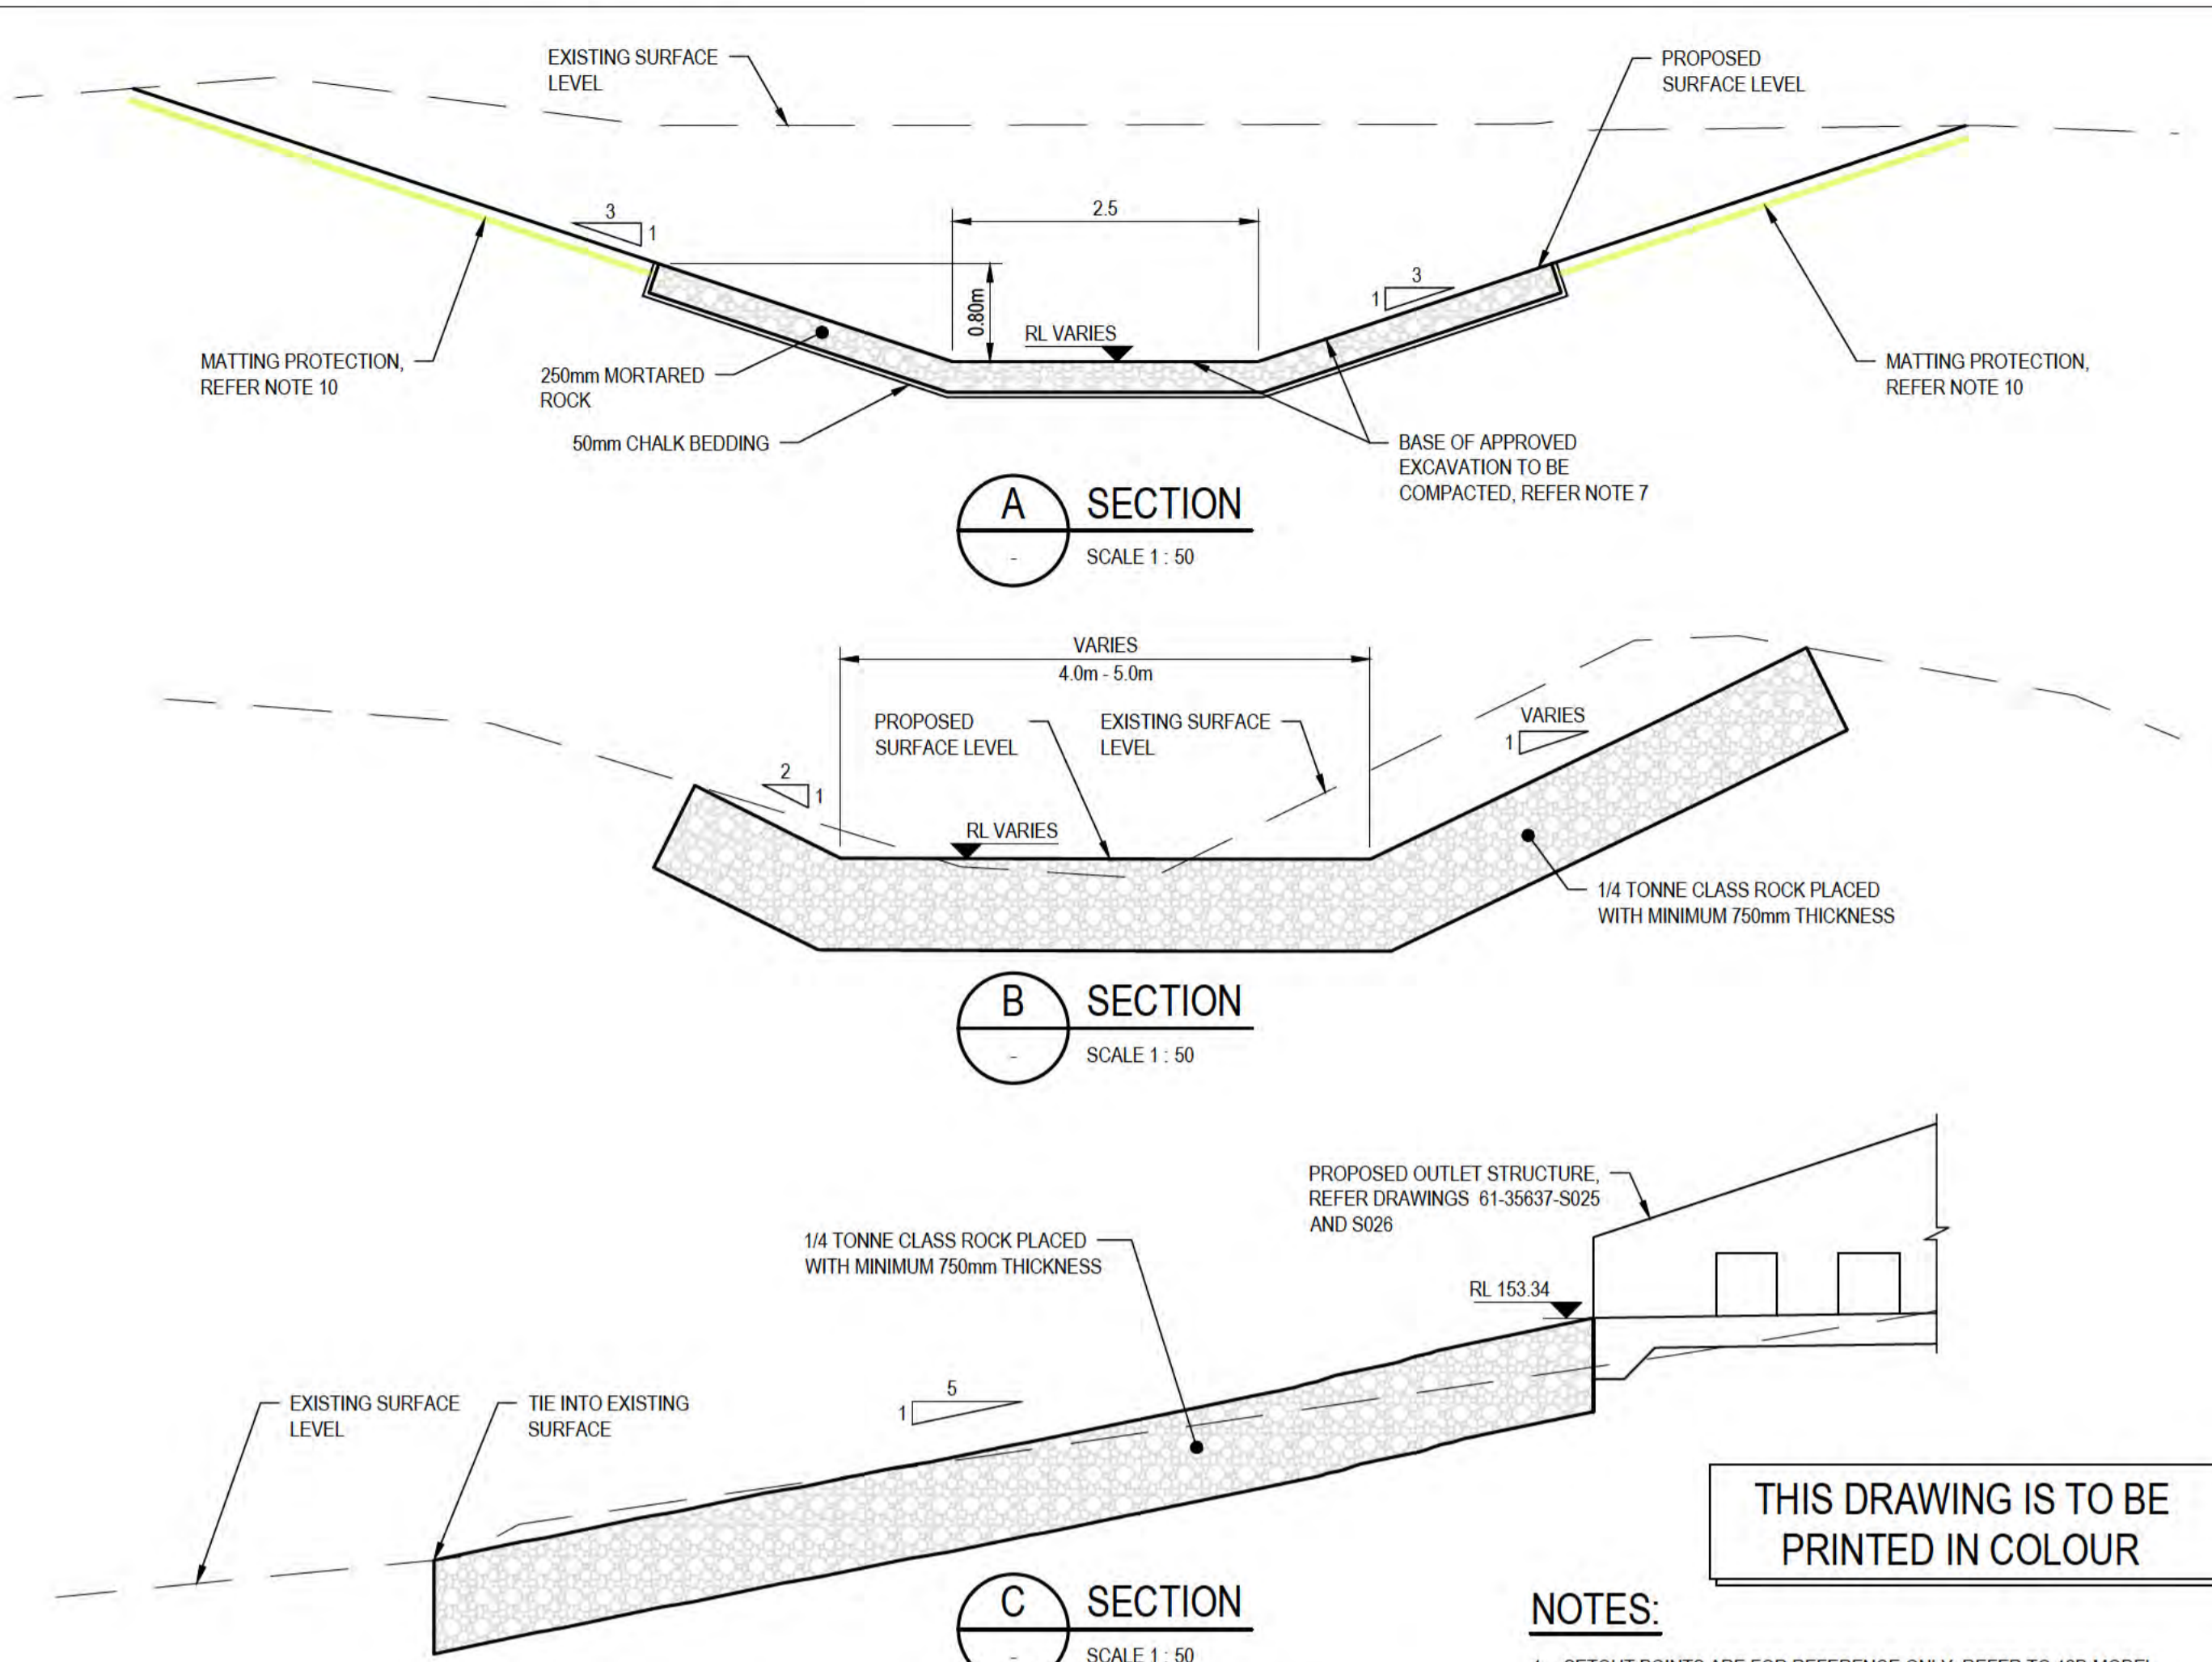 EXISTING SURFACE
LEVEL
PROPOSED
SURFACE LEVEL
3
1
2.5
0.80m
RL VARIES
3
1
MATTING PROTECTION,
REFER NOTE 10
250mm MORTARED
ROCK
50mm CHALK BEDDING
MATTING PROTECTION,
REFER NOTE 10
BASE OF APPROVED
EXCAVATION TO BE
COMPACTED, REFER NOTE 7
A SECTION
- SCALE 1 : 50
VARIES
4.0m - 5.0m
PROPOSED
SURFACE LEVEL
EXISTING SURFACE
LEVEL
VARIES
1
2
1
RL VARIES
1/4 TONNE CLASS ROCK PLACED
WITH MINIMUM 750mm THICKNESS
B SECTION
- SCALE 1 : 50
PROPOSED OUTLET STRUCTURE,
REFER DRAWINGS 61-35637-S025
AND S026
1/4 TONNE CLASS ROCK PLACED
WITH MINIMUM 750mm THICKNESS
RL 153.34
5
1
EXISTING SURFACE
LEVEL
TIE INTO EXISTING
SURFACE
THIS DRAWING IS TO BE
PRINTED IN COLOUR
C SECTION
- SCALE 1 : 50
NOTES: